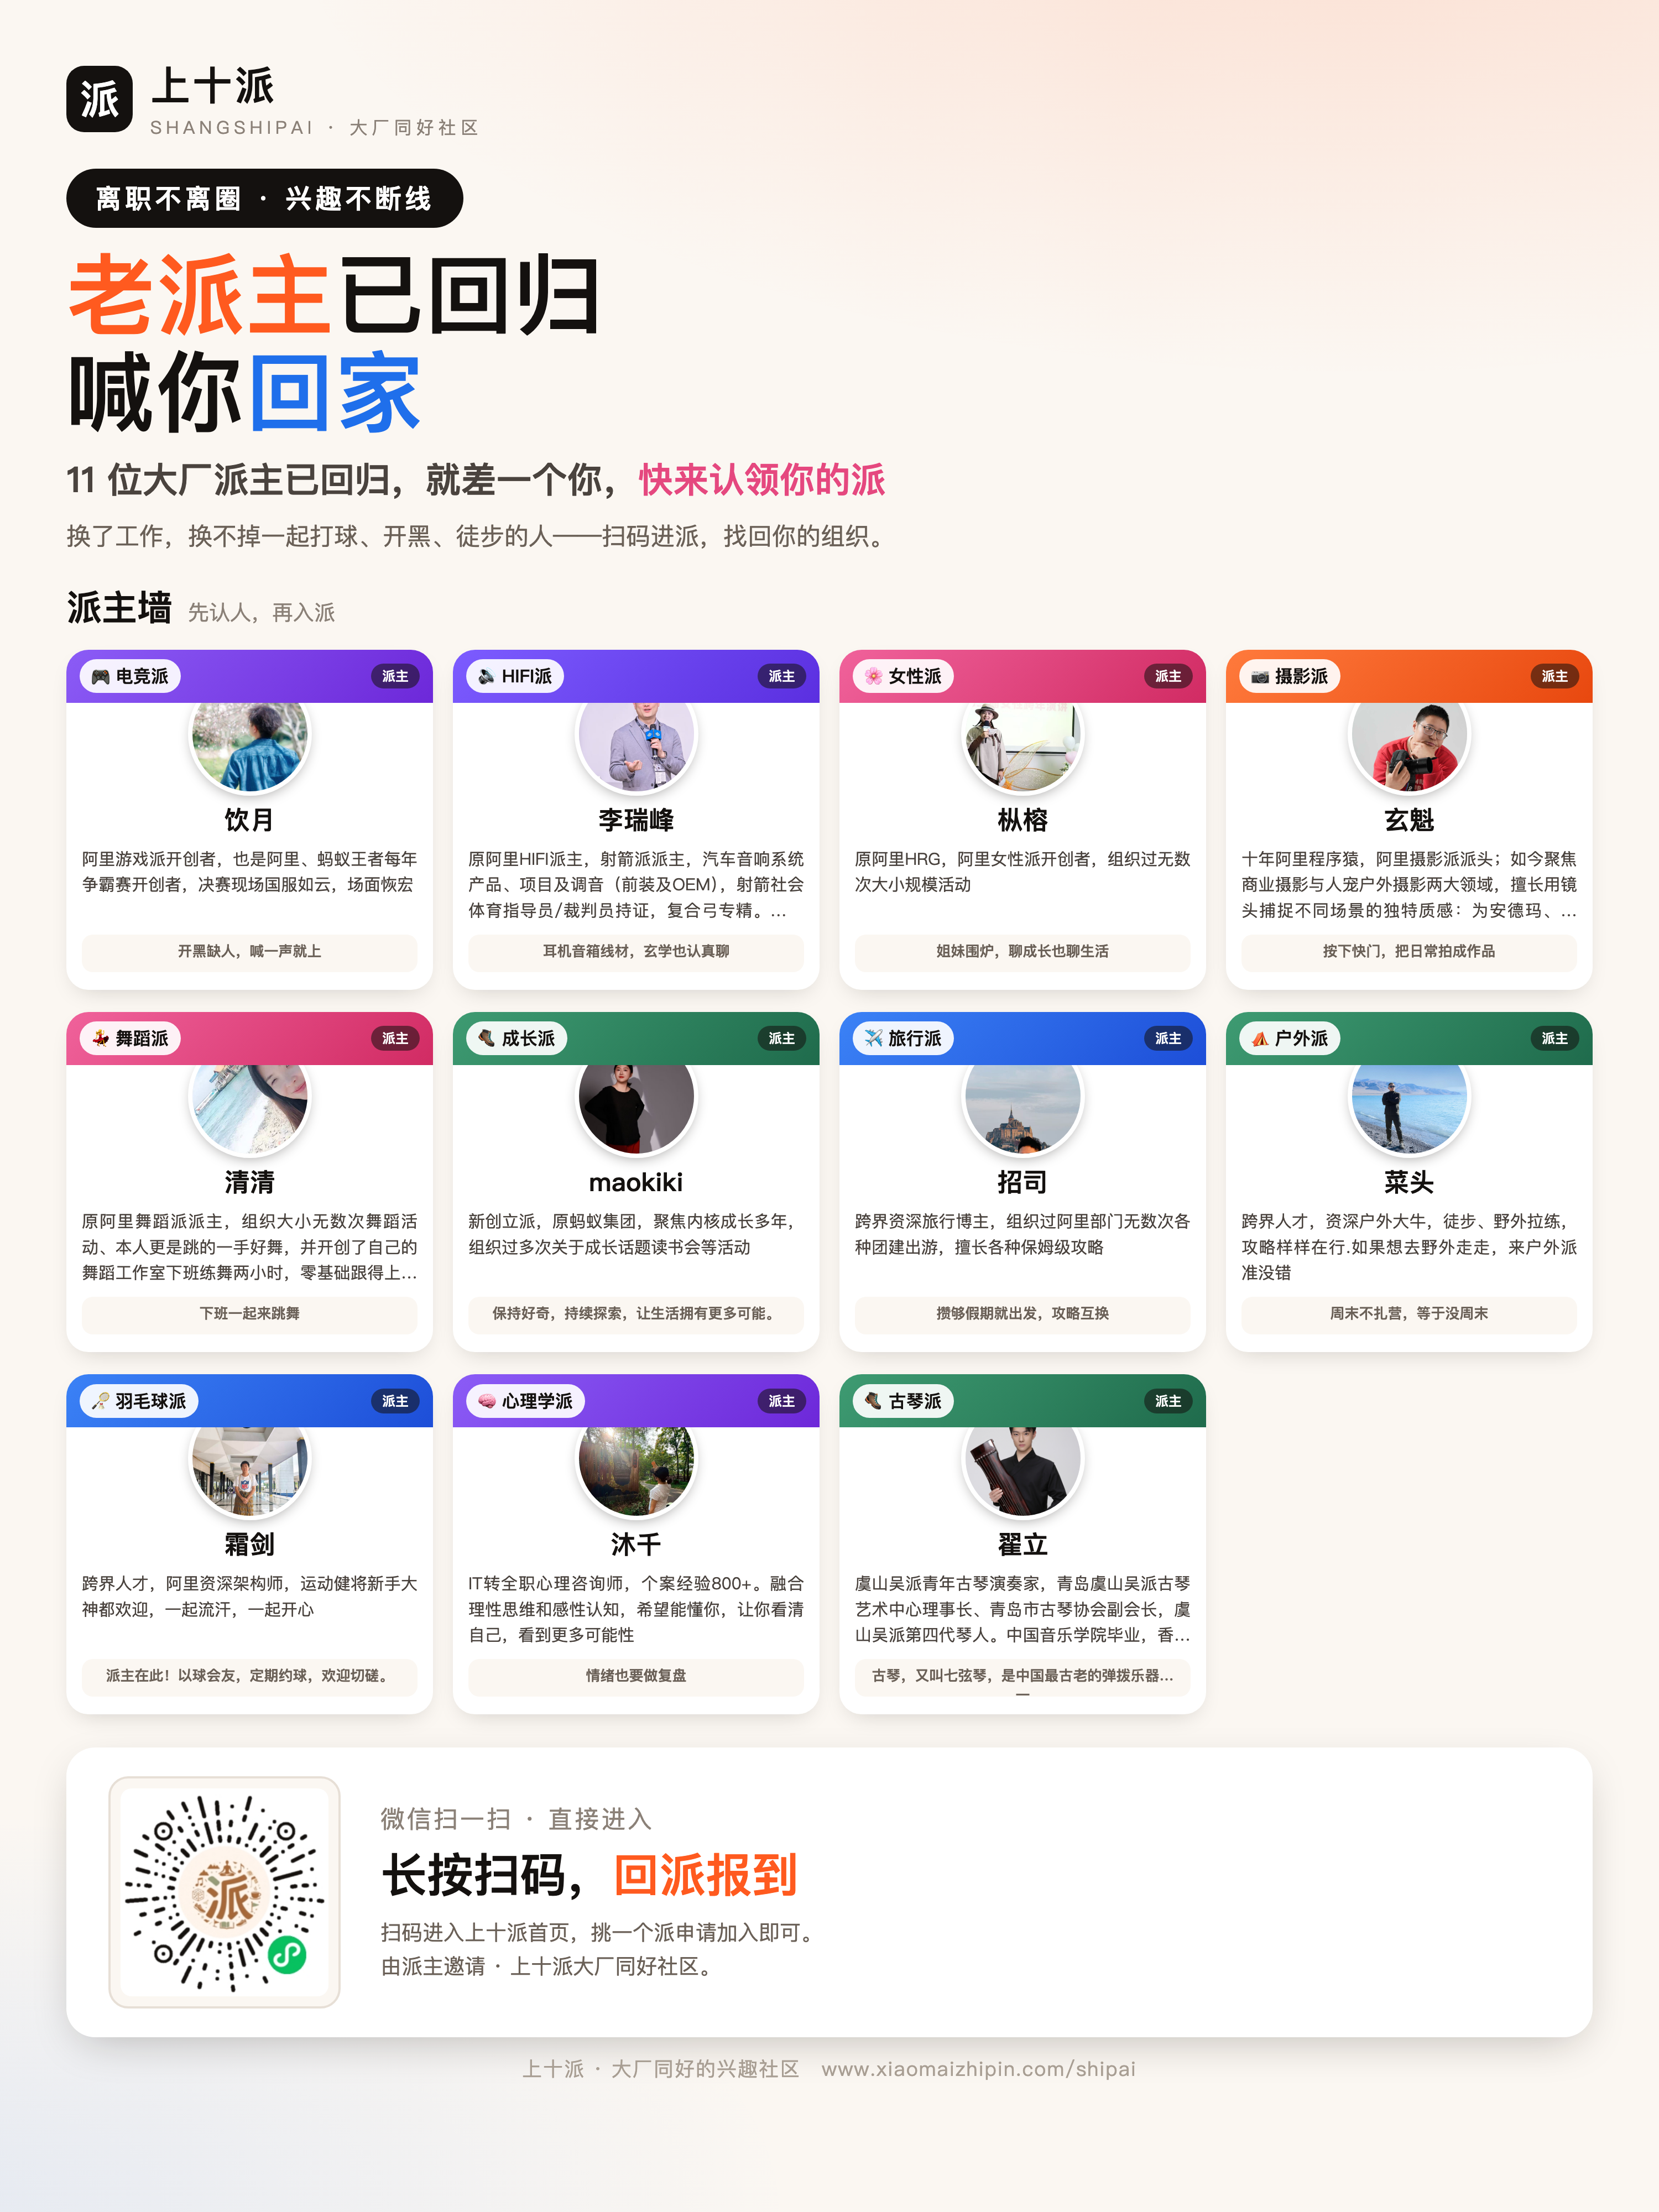 派
上十派
SHANGSHIPAI · 大厂同好社区
离职不离圈 · 兴趣不断线
老派主已回归
喊你回家
11 位大厂派主已回归，就差一个你，快来认领你的派
换了工作，换不掉一起打球、开黑、徒步的人——扫码进派，找回你的组织。
派主墙 先认人，再入派
电竞派 派主
饮月
阿里游戏派开创者，也是阿里、蚂蚁王者每年
争霸赛开创者，决赛现场国服如云，场面恢宏
开黑缺人，喊一声就上
HIFI派 派主
李瑞峰
原阿里HIFI派主，射箭派派主，汽车音响系统
产品、项目及调音（前装及OEM），射箭社会
体育指导员/裁判员持证，复合弓专精。...
耳机音箱线材，玄学也认真聊
女性派 派主
枞榕
原阿里HRG，阿里女性派开创者，组织过无数
次大小规模活动
姐妹围炉，聊成长也聊生活
摄影派 派主
玄魁
十年阿里程序猿，阿里摄影派派头；如今聚焦
商业摄影与人宠户外摄影两大领域，擅长用镜
头捕捉不同场景的独特质感：为安德玛、...
按下快门，把日常拍成作品
舞蹈派 派主
清清
原阿里舞蹈派派主，组织大小无数次舞蹈活
动、本人更是跳的一手好舞，并开创了自己的
舞蹈工作室下班练舞两小时，零基础跟得上...
下班一起来跳舞
成长派 派主
maokiki
新创立派，原蚂蚁集团，聚焦内核成长多年，
组织过多次关于成长话题读书会等活动
保持好奇，持续探索，让生活拥有更多可能。
旅行派 派主
招司
跨界资深旅行博主，组织过阿里部门无数次各
种团建出游，擅长各种保姆级攻略
攒够假期就出发，攻略互换
户外派 派主
菜头
跨界人才，资深户外大牛，徒步、野外拉练，
攻略样样在行.如果想去野外走走，来户外派
准没错
周末不扎营，等于没周末
羽毛球派 派主
霜剑
跨界人才，阿里资深架构师，运动健将新手大
神都欢迎，一起流汗，一起开心
派主在此！以球会友，定期约球，欢迎切磋。
心理学派 派主
沐千
IT转全职心理咨询师，个案经验800+。融合
理性思维和感性认知，希望能懂你，让你看清
自己，看到更多可能性
情绪也要做复盘
古琴派 派主
翟立
虞山吴派青年古琴演奏家，青岛虞山吴派古琴
艺术中心理事长、青岛市古琴协会副会长，虞
山吴派第四代琴人。中国音乐学院毕业，香...
古琴，又叫七弦琴，是中国最古老的弹拨乐器...
派
微信扫一扫 · 直接进入
长按扫码，回派报到
扫码进入上十派首页，挑一个派申请加入即可。
由派主邀请 · 上十派大厂同好社区。
上十派 · 大厂同好的兴趣社区 www.xiaomaizhipin.com/shipai